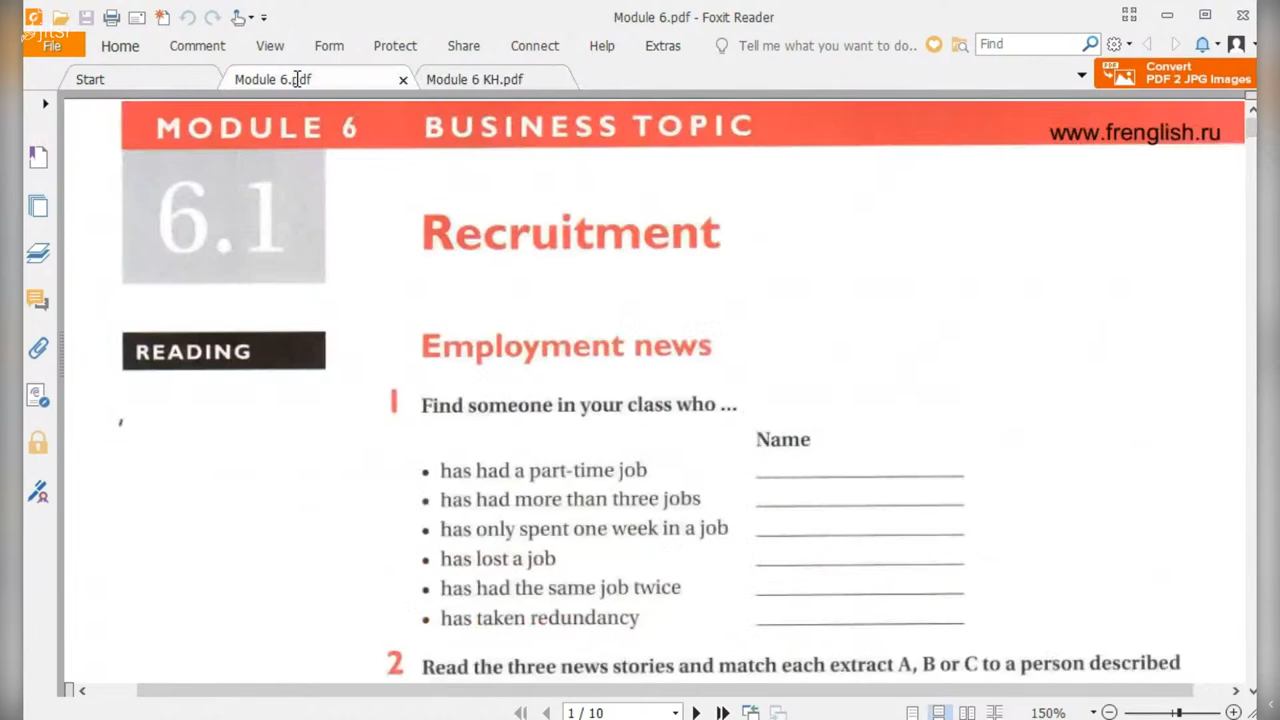 Module 6.pdf - Foxit Reader
File
Home
Comment
View
Form
Protect
Share
Connect
Help
Extras
Tell me what you want to do..
Find
Start
Module 6.pdf
Module 6 KH.pdf
Convert
PDF 2 JPG Images
MODULE 6 BUSINESS TOPIC
www.frenglish.ru
6.1
Recruitment
READING
Employment news
1 Find someone in your class who ...
Name
• has had a part-time job
• has had more than three jobs
• has only spent one week in a job
• has lost a job
• has had the same job twice
• has taken redundancy
2 Read the three news stories and match each extract A, B or C to a person described
1 / 10
150%